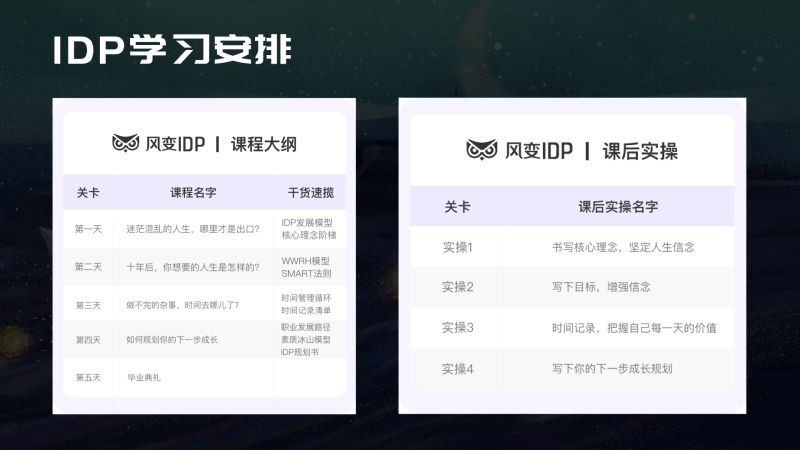 IDP学习安排
风变IDP | 课程大纲
关卡 课程名字 干货速揽
第一天 迷茫混乱的人生，哪里才是出口？ IDP发展模型
核心理念阶梯
第二天 十年后，你想要的人生是怎样的？ WWRH模型
SMART法则
第三天 做不完的杂事，时间去哪儿了？ 时间管理循环
时间记录清单
第四天 如何规划你的下一步成长 职业发展路径
素质冰山模型
IDP规划书
第五天 毕业典礼
风变IDP | 课后实操
关卡 课后实操名字
实操1 书写核心理念，坚定人生信念
实操2 写下目标，增强信念
实操3 时间记录，把握自己每一天的价值
实操4 写下你的下一步成长规划